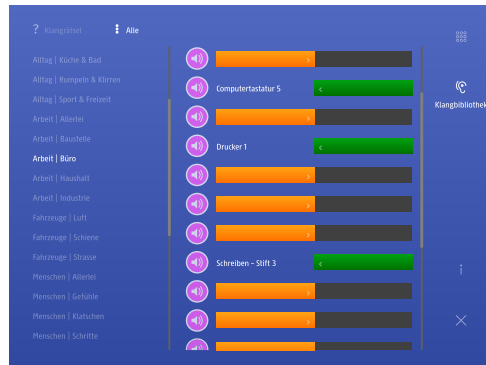 ? Klangrätsel
Alle
Klangbibliothek
Alltag | Küche & Bad
Alltag | Rumpeln & Klirren
Alltag | Sport & Freizeit
Arbeit | Allerlei
Arbeit | Baustelle
Arbeit | Büro
Arbeit | Haushalt
Arbeit | Industrie
Fahrzeuge | Luft
Fahrzeuge | Schiene
Fahrzeuge | Strasse
Menschen | Allerlei
Menschen | Gefühle
Menschen | Klatschen
Menschen | Schritte
Computertastatur 5
Drucker 1
Schreiben - Stift 3